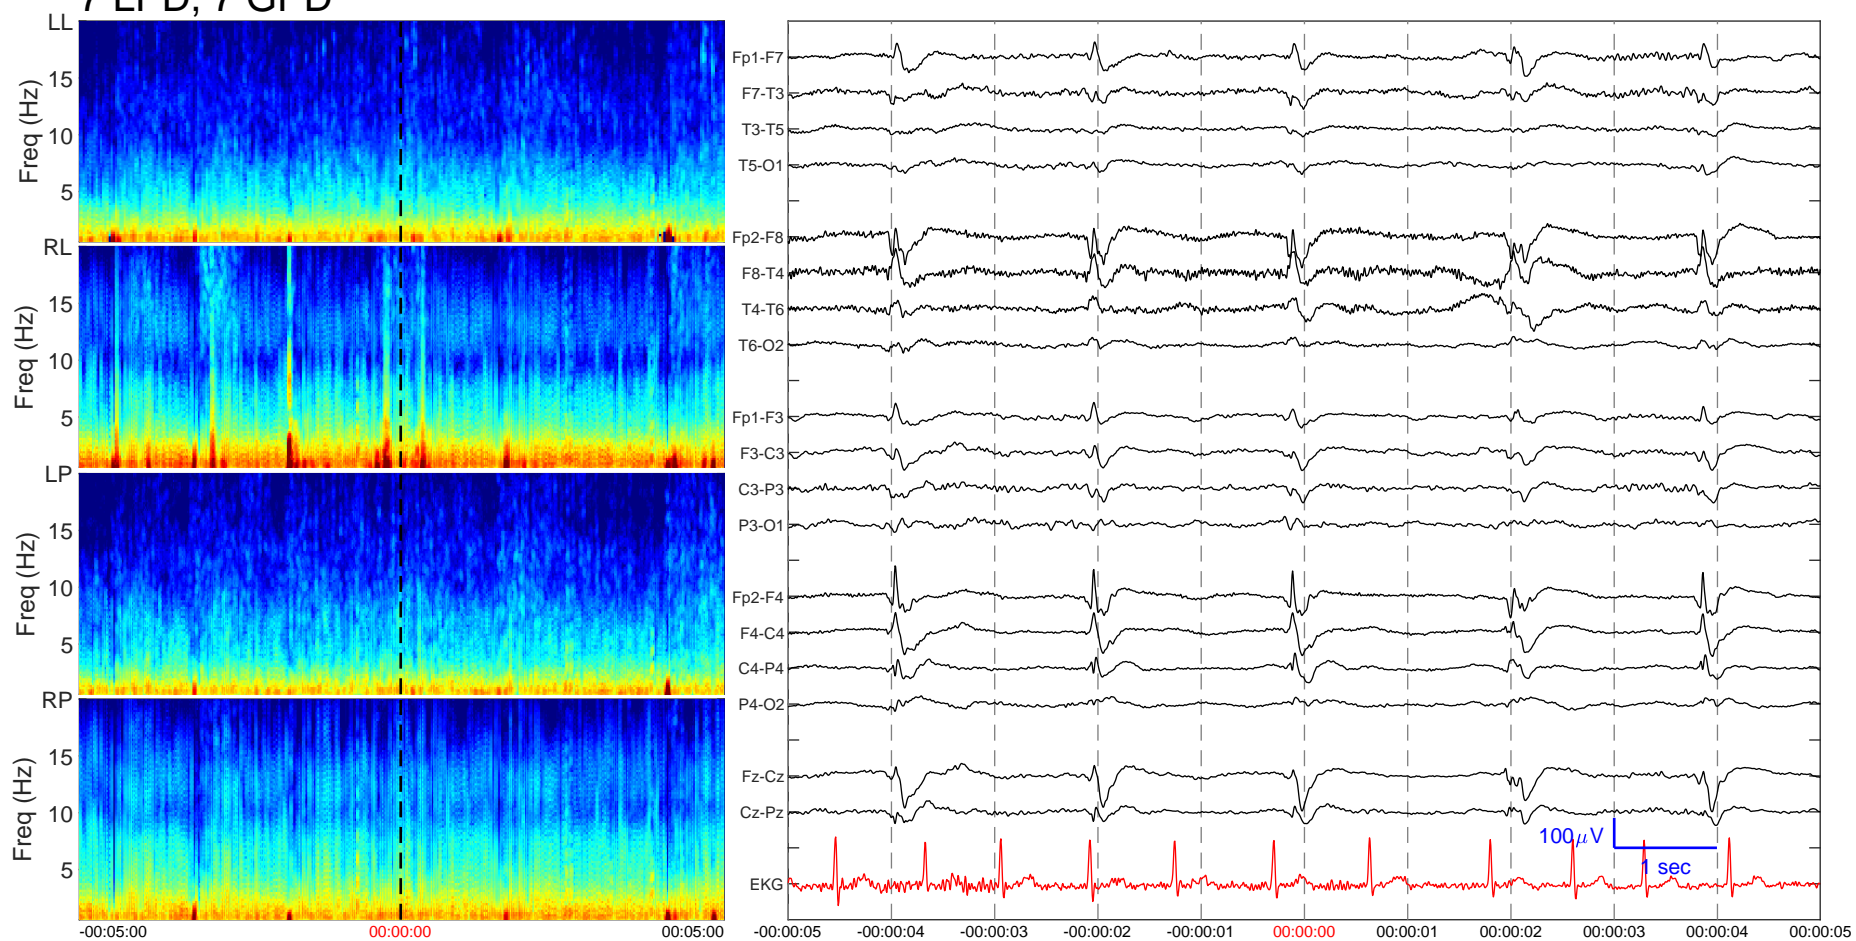 7 LPD, 7 GPD
LL
Freq (Hz)
15
10
5
RL
Freq (Hz)
15
10
5
LP
Freq (Hz)
15
10
5
RP
Freq (Hz)
15
10
5
-00:05:00
00:00:00
00:05:00
Fp1-F7
F7-T3
T3-T5
T5-O1
Fp2-F8
F8-T4
T4-T6
T6-O2
Fp1-F3
F3-C3
C3-P3
P3-O1
Fp2-F4
F4-C4
C4-P4
P4-O2
Fz-Cz
Cz-Pz
EKG
100μV
1 sec
-00:00:05
-00:00:04
-00:00:03
-00:00:02
-00:00:01
00:00:00
00:00:01
00:00:02
00:00:03
00:00:04
00:00:05